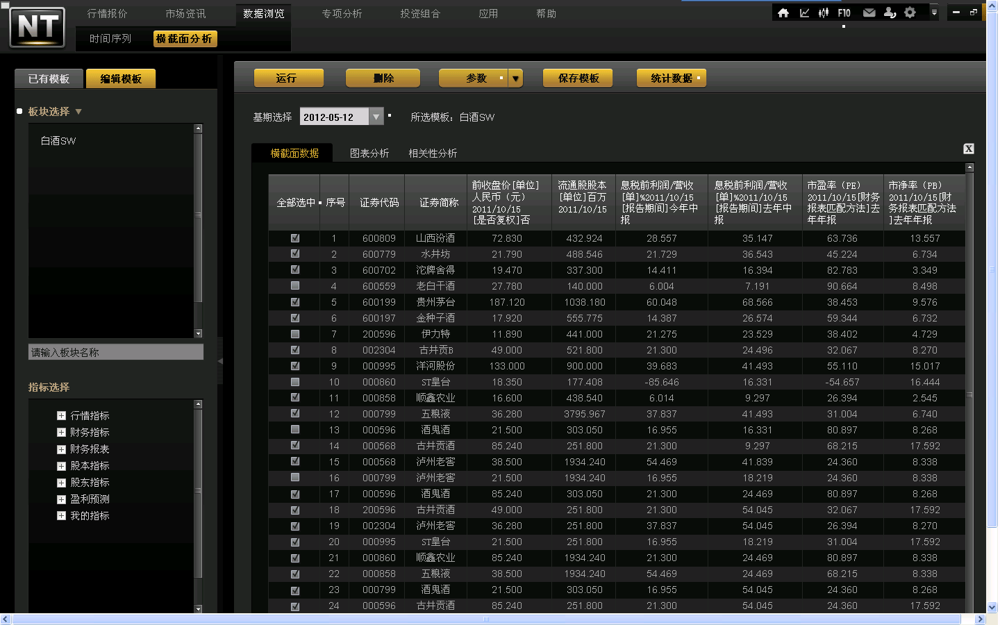 NT
行情报价 市场资讯 数据浏览 专项分析 投资组合 应用 帮助
F10
时间序列 横截面分析
已有模板 编辑模板
运行 删除 参数 保存模板 统计数据
板块选择
白酒SW
请输入板块名称
指标选择
行情指标
财务指标
财务报表
股本指标
股东指标
盈利预测
我的指标
基期选择 2012-05-12 所选模板：白酒SW
横截面数据 图表分析 相关性分析
X
全部选中 序号 证券代码 证券简称
前收盘价[单位]
人民币（元）
2011/10/15
[是否复权]否
流通股股本
[单位]百万
2011/10/15
息税前利润/营收
[单]%2011/10/15
[报告期间]今年中
报
息税前利润/营收
[单]%2011/10/15
[报告期间]去年中
报
市盈率（PE）
2011/10/15[财务
报表匹配方法]去
年年报
市净率（PB）
2011/10/15[财
务报表匹配方法
]去年年报
1 600809 山西汾酒 72.830 432.924 28.557 35.147 63.736 13.557
2 600779 水井坊 21.790 488.546 21.729 36.543 45.224 6.734
3 600702 沱牌舍得 19.470 337.300 14.411 16.394 82.783 3.349
4 600559 老白干酒 27.780 140.000 6.004 7.191 90.664 8.498
5 600199 贵州茅台 187.120 1038.180 60.048 68.566 38.453 9.576
6 600197 金种子酒 17.920 555.775 14.387 26.574 59.344 6.732
7 200596 伊力特 11.890 441.000 21.275 23.529 38.402 4.729
8 002304 古井贡B 49.000 521.800 21.300 24.496 32.067 8.270
9 000995 洋河股份 133.000 900.000 39.683 41.493 55.110 15.017
10 000860 ST皇台 18.350 177.408 -85.646 16.331 -54.657 16.444
11 000858 顺鑫农业 16.600 438.540 6.014 9.297 26.394 2.545
12 000799 五粮液 36.280 3795.967 37.837 41.493 31.004 6.740
13 000596 酒鬼酒 21.500 303.050 16.955 16.331 80.897 8.268
14 000568 古井贡酒 85.240 251.800 21.300 9.297 68.215 17.592
15 000568 泸州老窖 38.500 1934.240 54.469 41.839 24.360 8.338
16 000799 泸州老窖 21.500 1934.240 16.955 18.219 24.360 8.338
17 000596 酒鬼酒 85.240 303.050 21.300 24.469 80.897 8.268
18 200596 古井贡酒 49.000 251.800 21.300 54.045 32.067 17.592
19 002304 泸州老窖 36.280 251.800 37.837 54.045 26.394 8.270
20 000995 ST皇台 21.500 251.800 16.955 18.219 31.004 17.592
21 000860 顺鑫农业 85.240 1934.240 21.300 24.469 80.897 8.338
22 000858 五粮液 38.500 1934.240 54.469 24.469 68.215 8.338
23 000799 酒鬼酒 21.500 303.050 16.955 54.045 24.360 8.268
24 000596 古井贡酒 85.240 251.800 21.300 54.045 24.360 17.592